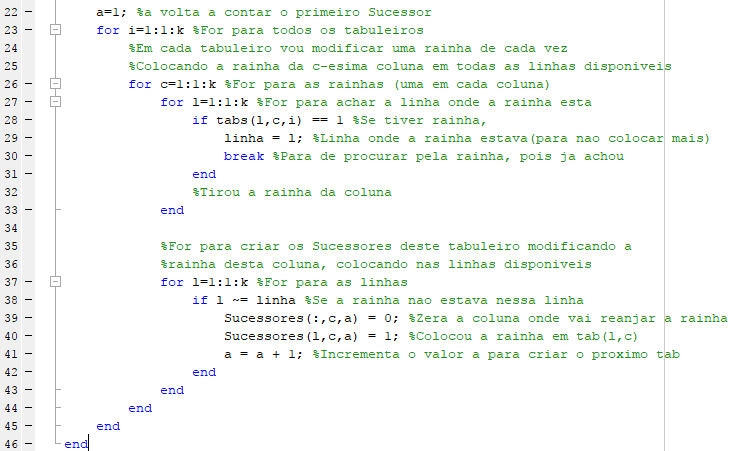 22 - a=1; %a volta a contar o primeiro Sucessor
23 - for i=1:1:k %For para todos os tabuleiros
24 %Em cada tabuleiro vou modificar uma rainha de cada vez
25 %Colocando a rainha da c-esima coluna em todas as linhas disponiveis
26 - for c=1:1:k %For para as rainhas (uma em cada coluna)
27 - for l=1:1:k %For para achar a linha onde a rainha esta
28 - if tabs(l,c,i) == 1 %Se tiver rainha,
29 - linha = l; %Linha onde a rainha estava(para nao colocar mais)
30 - break %Para de procurar pela rainha, pois ja achou
31 - end
32 %Tirou a rainha da coluna
33 - end
34
35 %For para criar os Sucessores deste tabuleiro modificando a
36 %rainha desta coluna, colocando nas linhas disponiveis
37 - for l=1:1:k %For para as linhas
38 - if l ~= linha %Se a rainha nao estava nessa linha
39 - Sucessores(:,c,a) = 0; %Zera a coluna onde vai reanjar a rainha
40 - Sucessores(l,c,a) = 1; %Colocou a rainha em tab(l,c)
41 - a = a + 1; %Incrementa o valor a para criar o proximo tab
42 - end
43 - end
44 - end
45 - end
46 - end